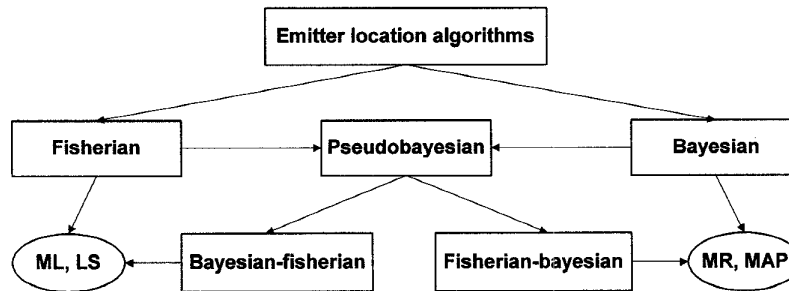 Emitter location algorithms
Fisherian
Pseudobayesian
Bayesian
ML, LS
Bayesian-fisherian
Fisherian-bayesian
MR, MAP